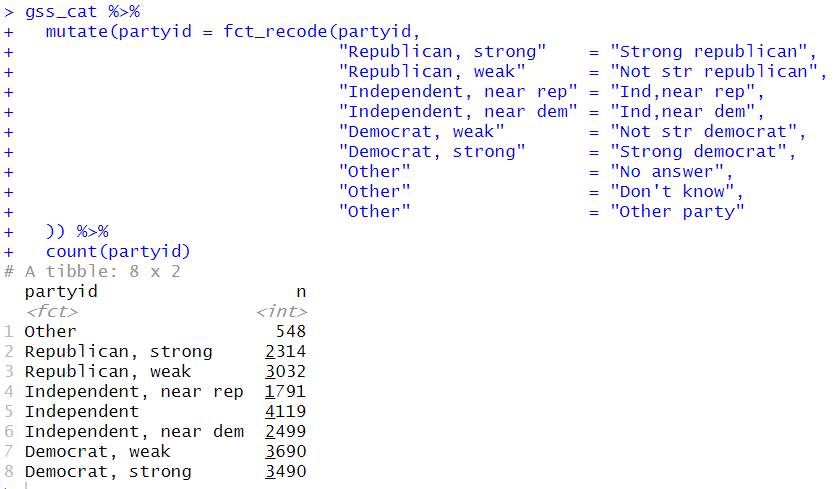 > gss_cat %>%
+   mutate(partyid = fct_recode(partyid,
+                               "Republican, strong"    = "Strong republican",
+                               "Republican, weak"      = "Not str republican",
+                               "Independent, near rep" = "Ind,near rep",
+                               "Independent, near dem" = "Ind,near dem",
+                               "Democrat, weak"        = "Not str democrat",
+                               "Democrat, strong"      = "Strong democrat",
+                               "Other"                 = "No answer",
+                               "Other"                 = "Don't know",
+                               "Other"                 = "Other party"
+   )) %>%
+   count(partyid)
# A tibble: 8 x 2
  partyid                   n
  <fct>                 <int>
1 Other                   548
2 Republican, strong     2314
3 Republican, weak       3032
4 Independent, near rep  1791
5 Independent            4119
6 Independent, near dem  2499
7 Democrat, weak         3690
8 Democrat, strong       3490